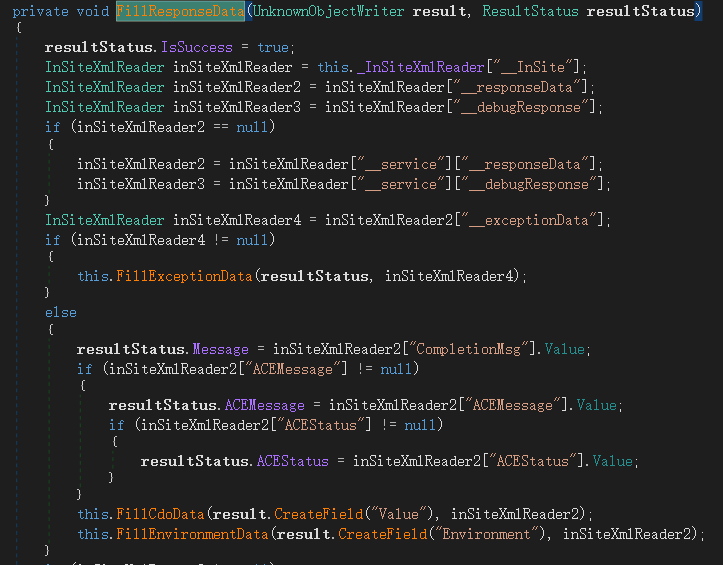 private void FillResponseData(UnknownObjectWriter result, ResultStatus resultStatus)
{
resultStatus.IsSuccess = true;
InSiteXmlReader inSiteXmlReader = this._InSiteXmlReader["__InSite"];
InSiteXmlReader inSiteXmlReader2 = inSiteXmlReader["__responseData"];
InSiteXmlReader inSiteXmlReader3 = inSiteXmlReader["__debugResponse"];
if (inSiteXmlReader2 == null)
{
inSiteXmlReader2 = inSiteXmlReader["__service"]["__responseData"];
inSiteXmlReader3 = inSiteXmlReader["__service"]["__debugResponse"];
}
InSiteXmlReader inSiteXmlReader4 = inSiteXmlReader2["__exceptionData"];
if (inSiteXmlReader4 != null)
{
this.FillExceptionData(resultStatus, inSiteXmlReader4);
}
else
{
resultStatus.Message = inSiteXmlReader2["CompletionMsg"].Value;
if (inSiteXmlReader2["ACEMessage"] != null)
{
resultStatus.ACEMessage = inSiteXmlReader2["ACEMessage"].Value;
if (inSiteXmlReader2["ACEStatus"] != null)
{
resultStatus.ACEStatus = inSiteXmlReader2["ACEStatus"].Value;
}
}
this.FillCdoData(result.CreateField("Value"), inSiteXmlReader2);
this.FillEnvironmentData(result.CreateField("Environment"), inSiteXmlReader2);
}